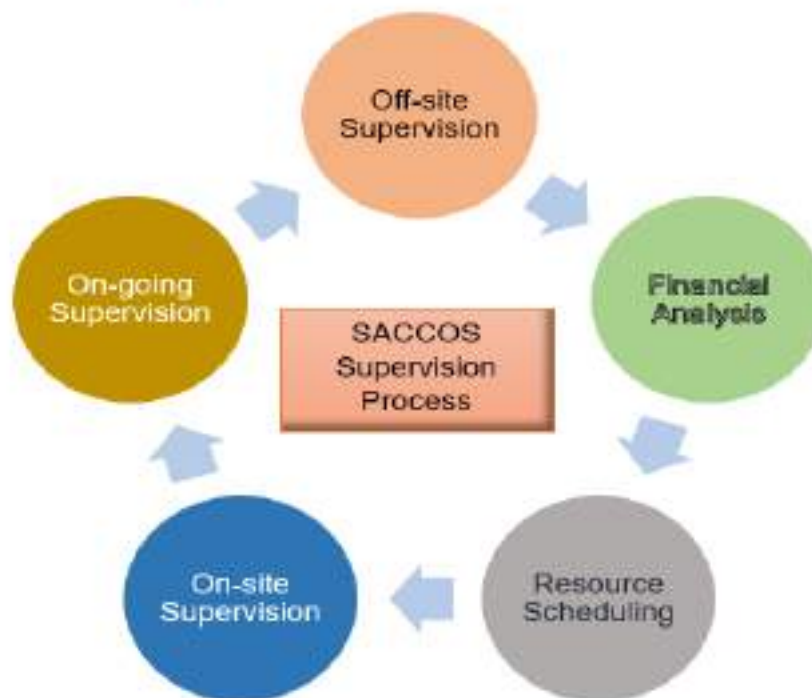 Off-site
Supervision
Financial
Analysis
Resource
Scheduling
On-site
Supervision
On-going
Supervision
SACCOS
Supervision
Process